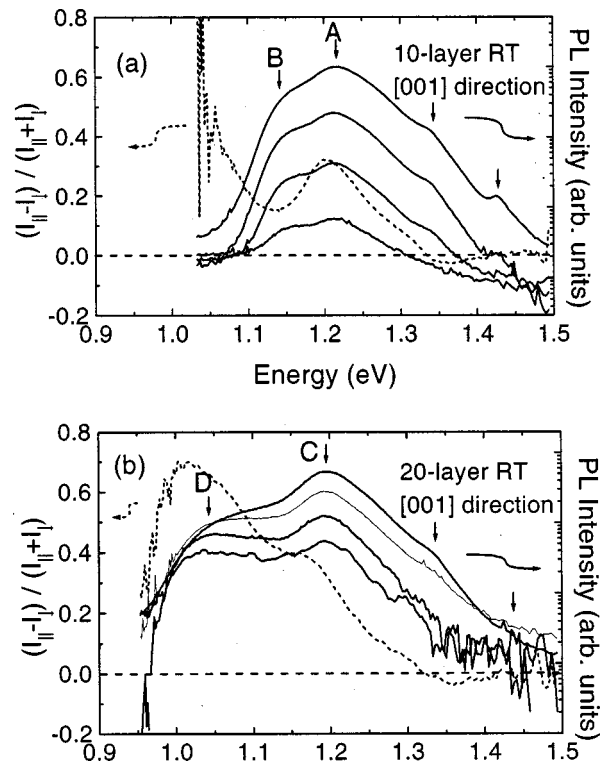 (a)
B
A
10-layer RT
[001] direction
0.8
0.6
0.4
0.2
0.0
-0.2
(I||-I⊥) / (I||+I⊥)
PL Intensity (arb. units)
0.9 1.0 1.1 1.2 1.3 1.4 1.5
Energy (eV)
(b)
D
C
20-layer RT
[001] direction
0.8
0.6
0.4
0.2
0.0
-0.2
(I||-I⊥) / (I||+I⊥)
PL Intensity (arb. units)
0.9 1.0 1.1 1.2 1.3 1.4 1.5